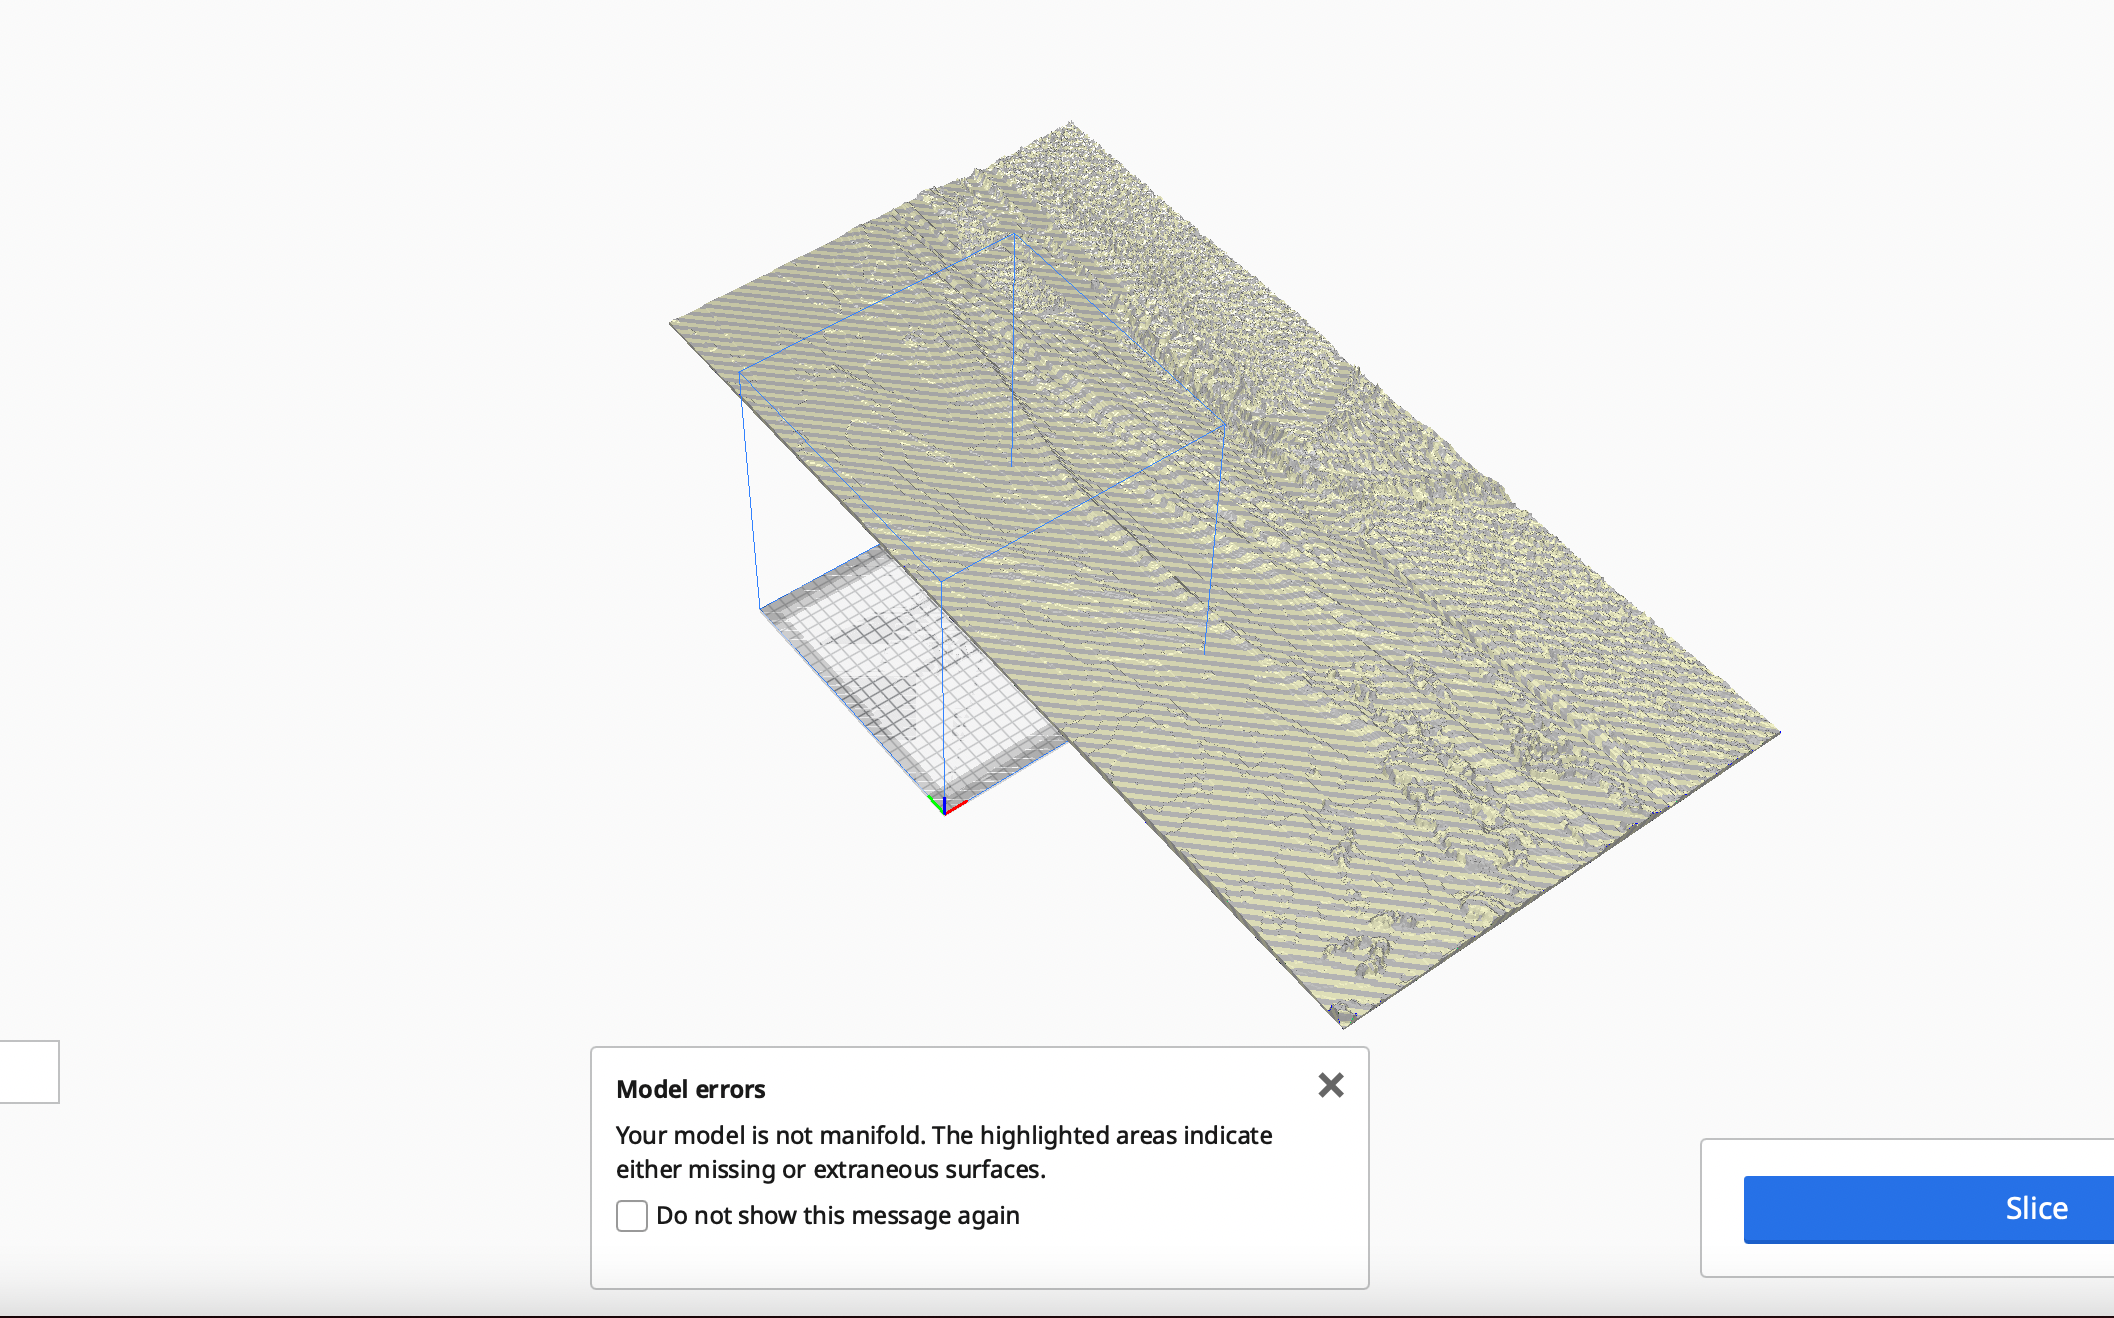 Model errors
Your model is not manifold. The highlighted areas indicate
either missing or extraneous surfaces.
Do not show this message again
Slice